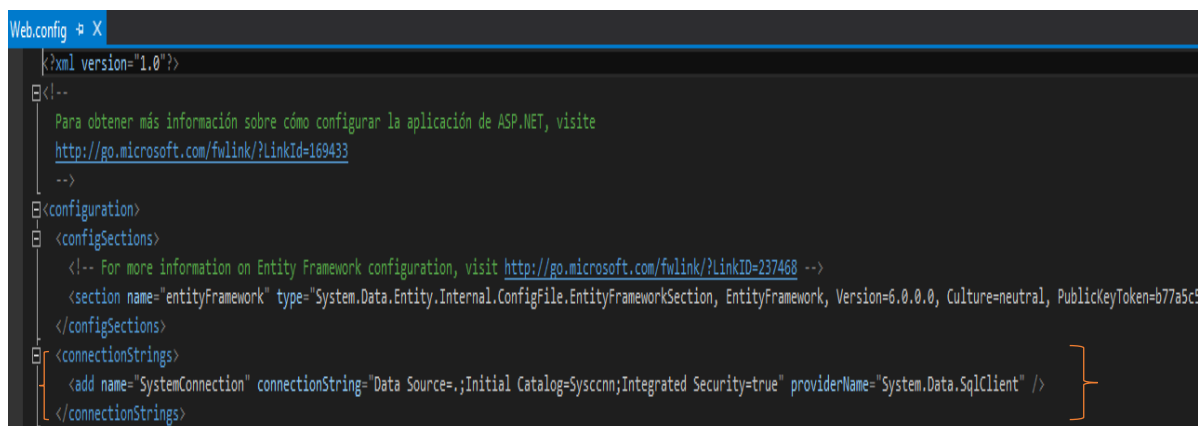 Web.config
<?xml version="1.0"?>
<!--
Para obtener más información sobre cómo configurar la aplicación de ASP.NET, visite
http://go.microsoft.com/fwlink/?LinkId=169433
-->
<configuration>
<configSections>
<!-- For more information on Entity Framework configuration, visit http://go.microsoft.com/fwlink/?LinkID=237468 -->
<section name="entityFramework" type="System.Data.Entity.Internal.ConfigFile.EntityFrameworkSection, EntityFramework, Version=6.0.0.0, Culture=neutral, PublicKeyToken=b77a5c5
</configSections>
<connectionStrings>
<add name="SystemConnection" connectionString="Data Source=.;Initial Catalog=Sysccnn;Integrated Security=true" providerName="System.Data.SqlClient" />
</connectionStrings>